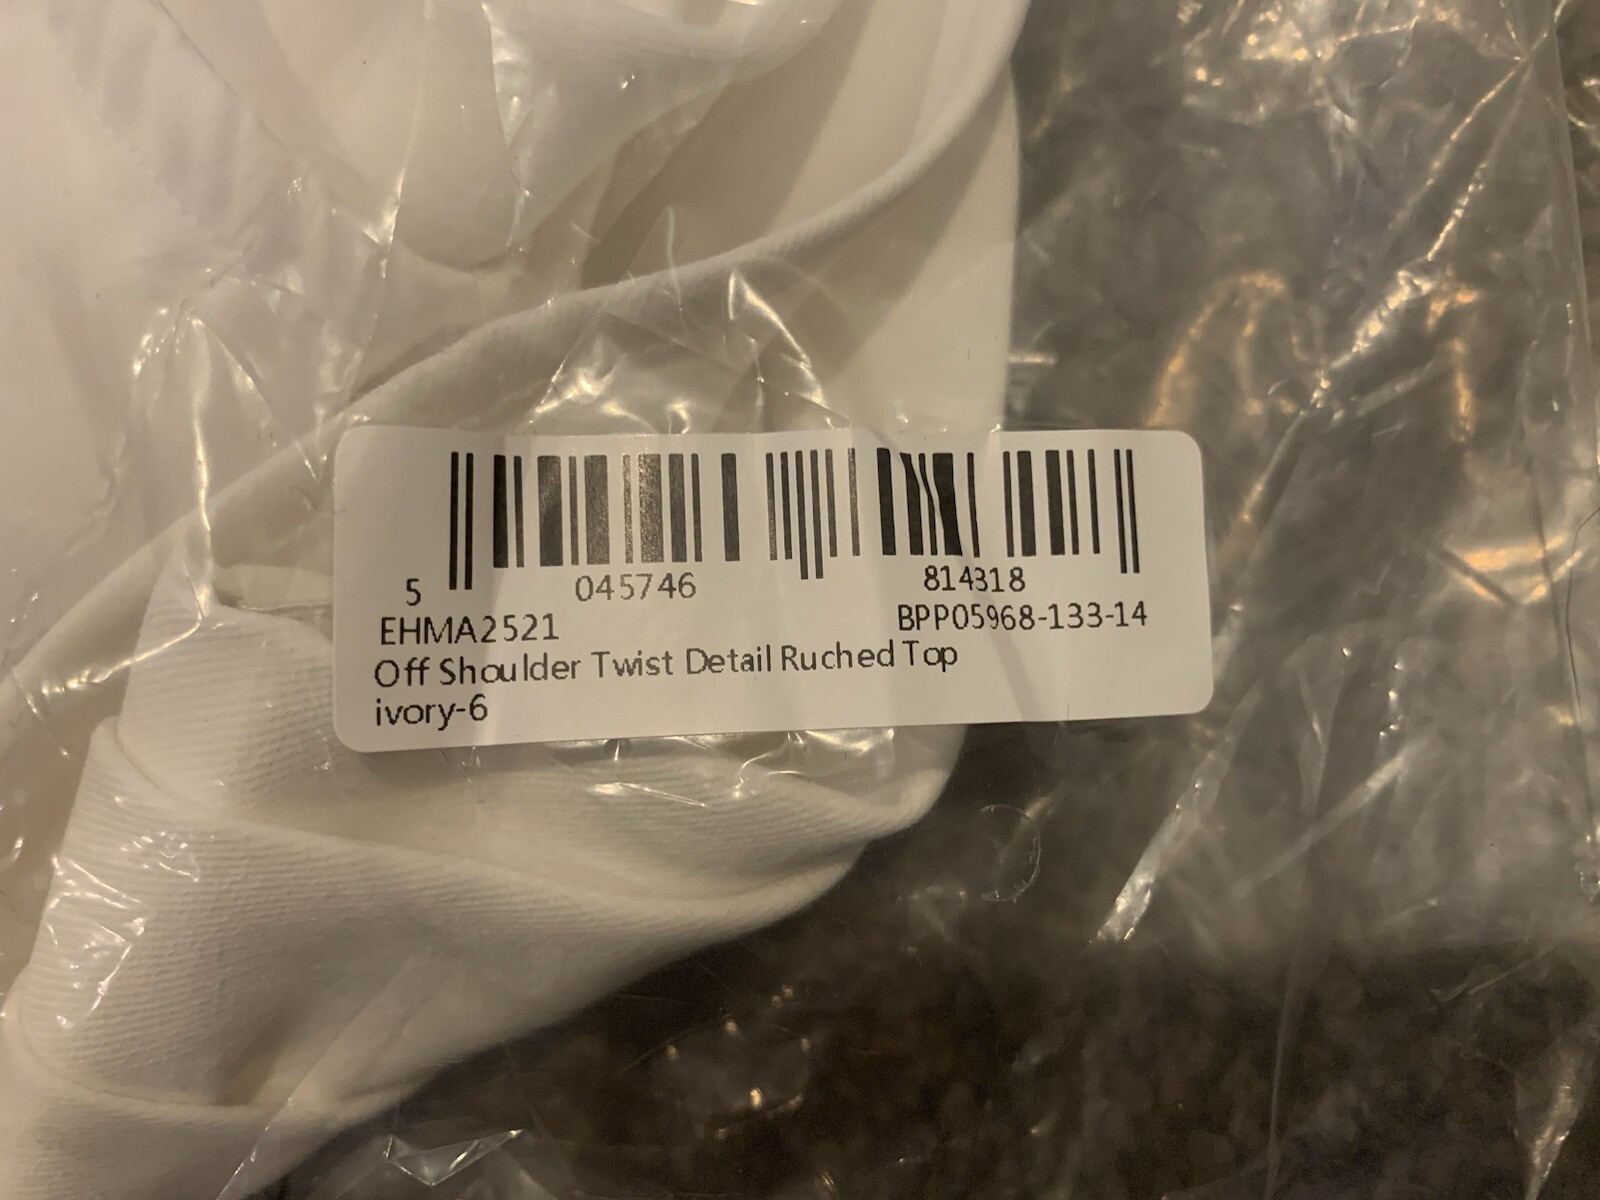 5 045746 814318
EHMA2521 BPP05968-133-14
Off Shoulder Twist Detail Ruched Top
ivory-6